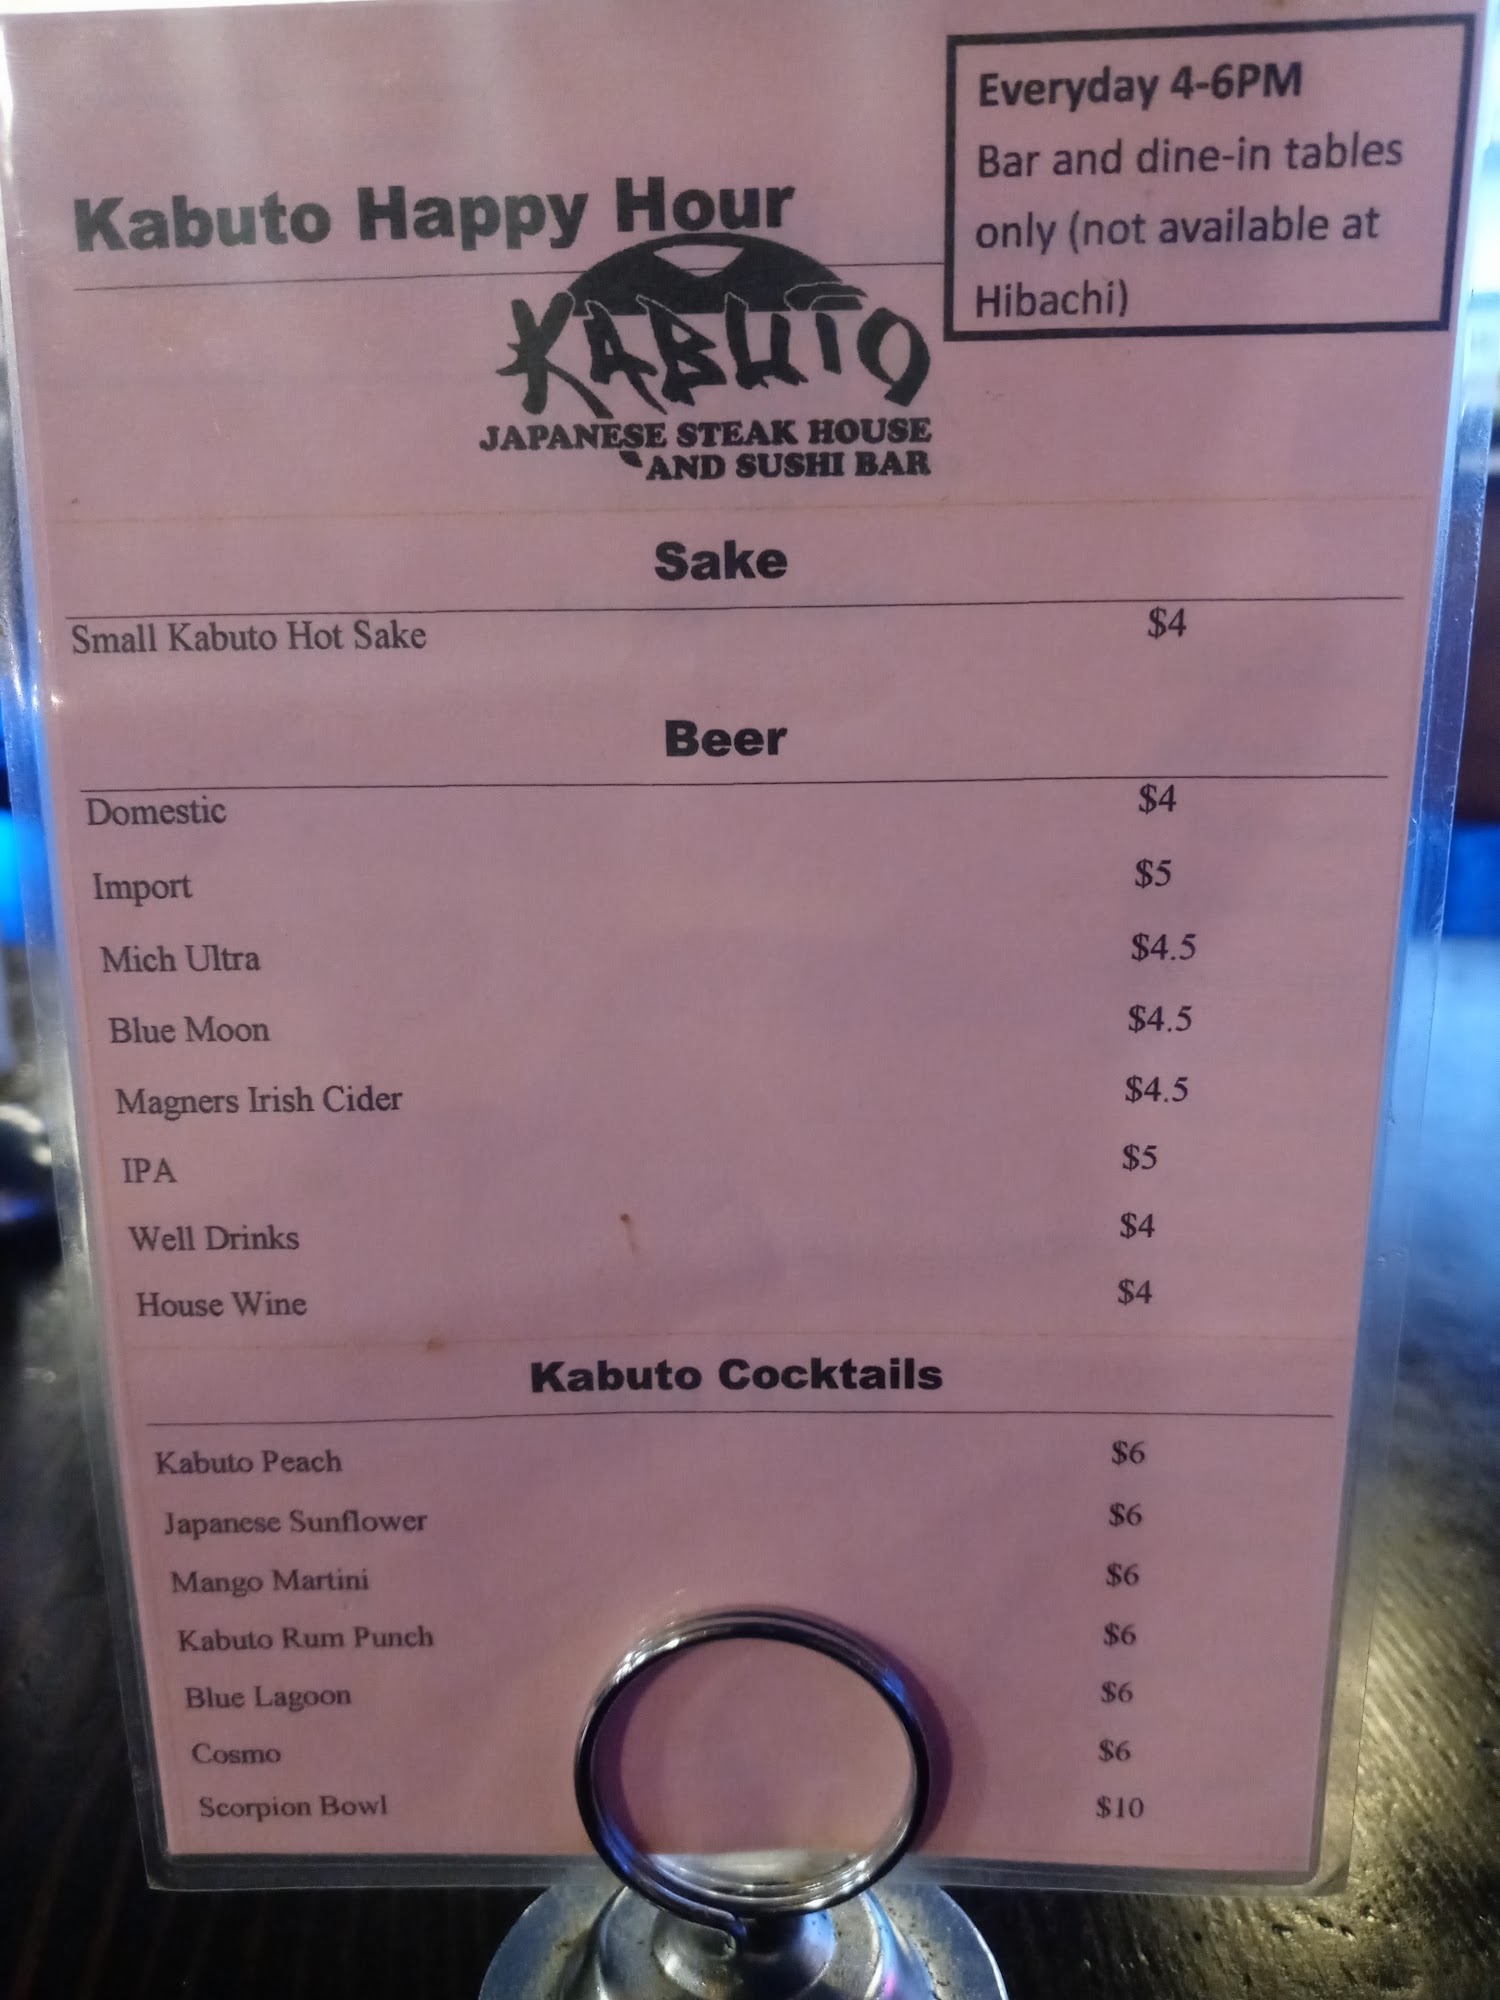 Everyday 4-6PM
Bar and dine-in tables
only (not available at
Hibachi)
Kabuto Happy Hour
KABUTO
JAPANESE STEAK HOUSE
AND SUSHI BAR
Sake
Small Kabuto Hot Sake $4
Beer
Domestic $4
Import $5
Mich Ultra $4.5
Blue Moon $4.5
Magners Irish Cider $4.5
IPA $5
Well Drinks $4
House Wine $4
Kabuto Cocktails
Kabuto Peach $6
Japanese Sunflower $6
Mango Martini $6
Kabuto Rum Punch $6
Blue Lagoon $6
Cosmo $6
Scorpion Bowl $10